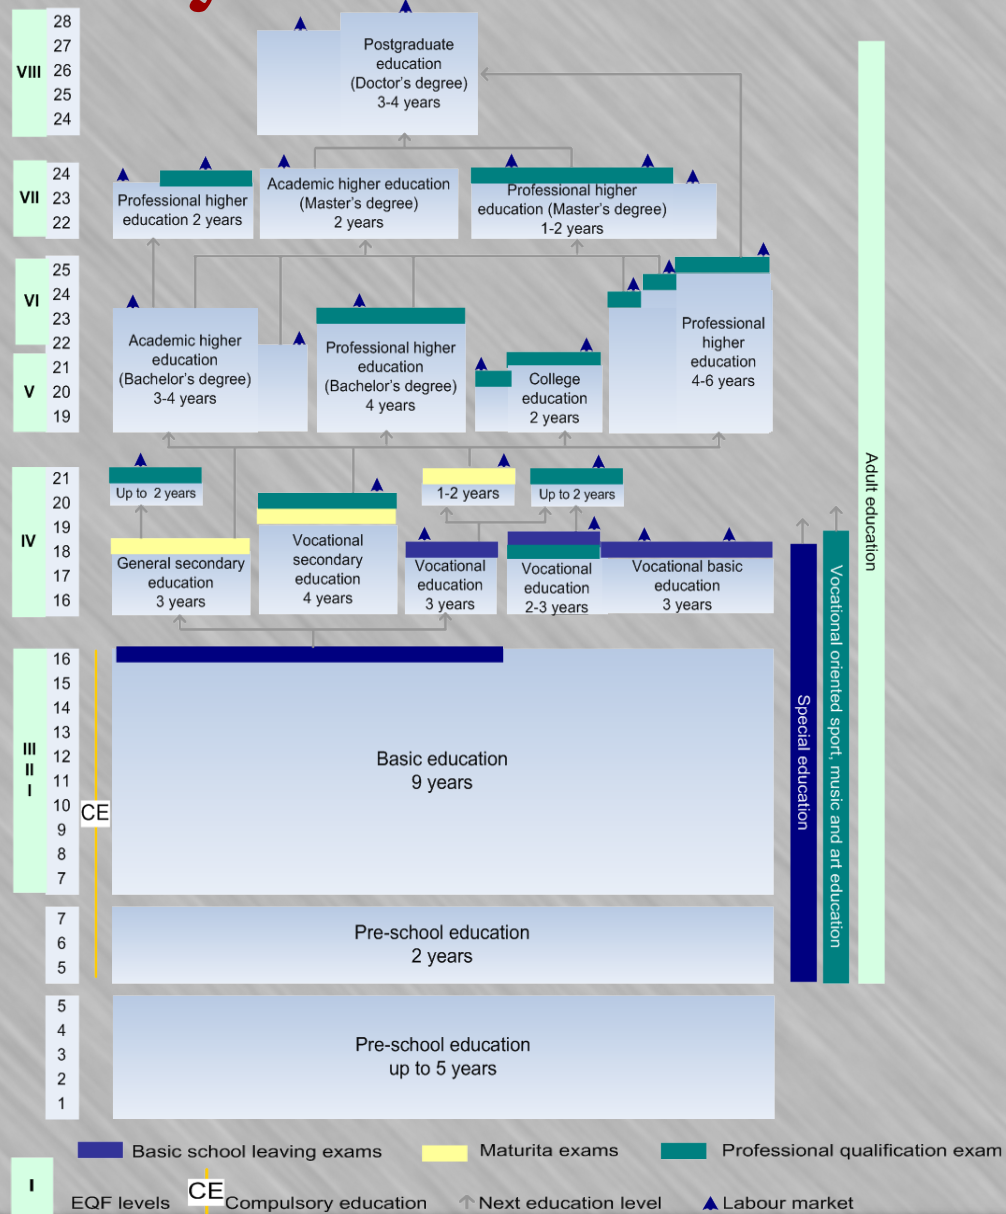 28
27
26
25
24
VIII
Postgraduate
education
(Doctor's degree)
3-4 years
24
23
22
VII
Professional higher
education 2 years
Academic higher education
(Master's degree)
2 years
Professional higher
education (Master's degree)
1-2 years
25
24
23
22
21
20
19
VI
V
Academic higher
education
(Bachelor's degree)
3-4 years
Professional higher
education
(Bachelor's degree)
4 years
College
education
2 years
Professional
higher
education
4-6 years
21
20
19
18
17
16
IV
Up to 2 years
1-2 years
Up to 2 years
General secondary
education
3 years
Vocational
secondary
education
4 years
Vocational
education
3 years
Vocational
education
2-3 years
Vocational basic
education
3 years
16
15
14
13
12
11
10
9
8
7
III
II
I
CE
Basic education
9 years
7
6
5
Pre-school education
2 years
5
4
3
2
1
Pre-school education
up to 5 years
Special education
Vocational oriented sport, music and art education
Adult education
Basic school leaving exams
Maturita exams
Professional qualification exam
I
EQF levels
CE
Compulsory education
Next education level
Labour market